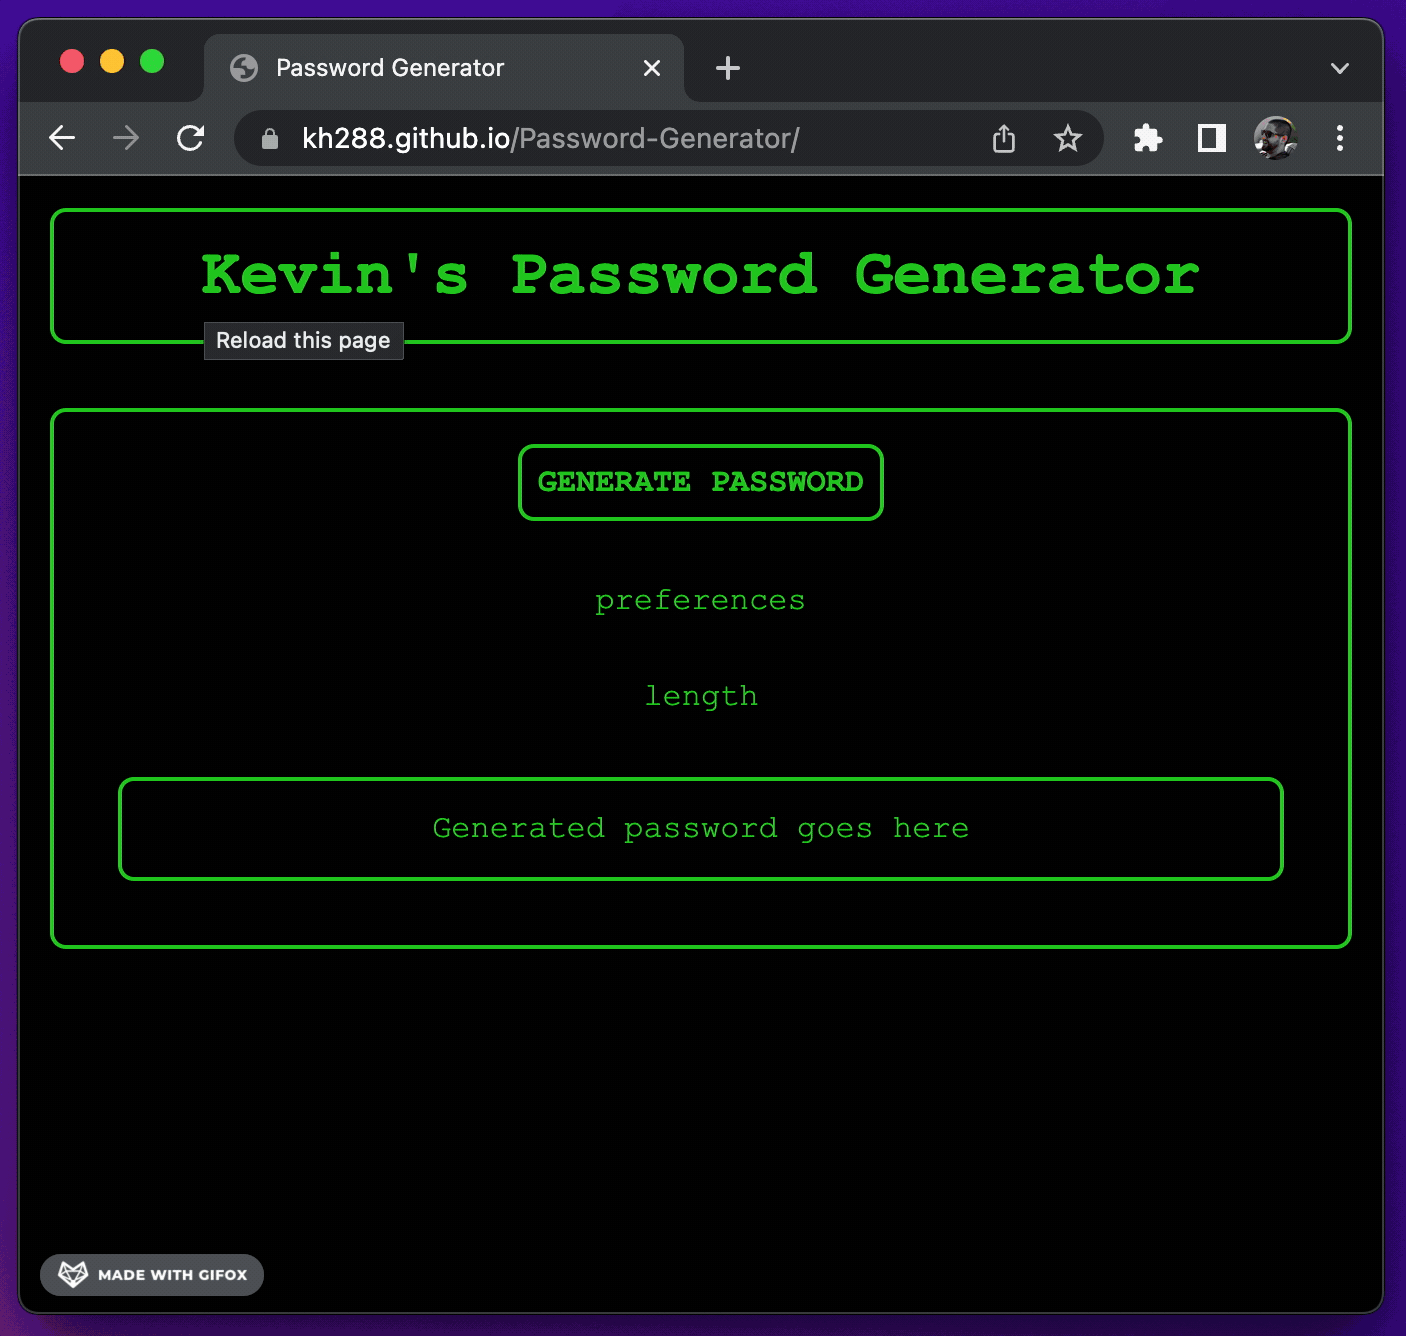 Password Generator
kh288.github.io/Password-Generator/
Kevin's Password Generator
Reload this page
GENERATE PASSWORD
preferences
length
Generated password goes here
MADE WITH GIFOX